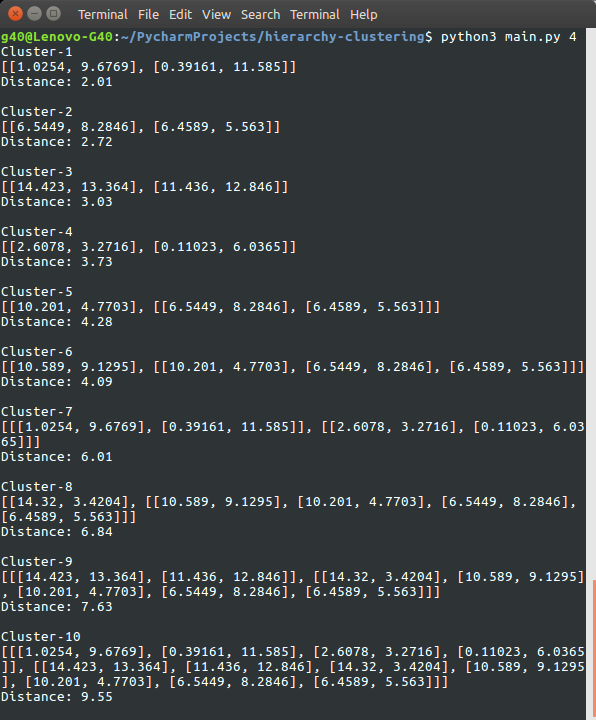 Terminal File Edit View Search Terminal Help
g40@Lenovo-G40:~/PycharmProjects/hierarchy-clustering$ python3 main.py 4
Cluster-1
[[1.0254, 9.6769], [0.39161, 11.585]]
Distance: 2.01
Cluster-2
[[6.5449, 8.2846], [6.4589, 5.563]]
Distance: 2.72
Cluster-3
[[14.423, 13.364], [11.436, 12.846]]
Distance: 3.03
Cluster-4
[[2.6078, 3.2716], [0.11023, 6.0365]]
Distance: 3.73
Cluster-5
[[10.201, 4.7703], [[6.5449, 8.2846], [6.4589, 5.563]]]
Distance: 4.28
Cluster-6
[[10.589, 9.1295], [[10.201, 4.7703], [6.5449, 8.2846], [6.4589, 5.563]]]
Distance: 4.09
Cluster-7
[[[1.0254, 9.6769], [0.39161, 11.585]], [[2.6078, 3.2716], [0.11023, 6.03
65]]]
Distance: 6.01
Cluster-8
[[14.32, 3.4204], [[10.589, 9.1295], [10.201, 4.7703], [6.5449, 8.2846],
[6.4589, 5.563]]]
Distance: 6.84
Cluster-9
[[[14.423, 13.364], [11.436, 12.846]], [[14.32, 3.4204], [10.589, 9.1295]
, [10.201, 4.7703], [6.5449, 8.2846], [6.4589, 5.563]]]
Distance: 7.63
Cluster-10
[[[1.0254, 9.6769], [0.39161, 11.585], [2.6078, 3.2716], [0.11023, 6.0365
]], [[14.423, 13.364], [11.436, 12.846], [14.32, 3.4204], [10.589, 9.1295
], [10.201, 4.7703], [6.5449, 8.2846], [6.4589, 5.563]]]
Distance: 9.55